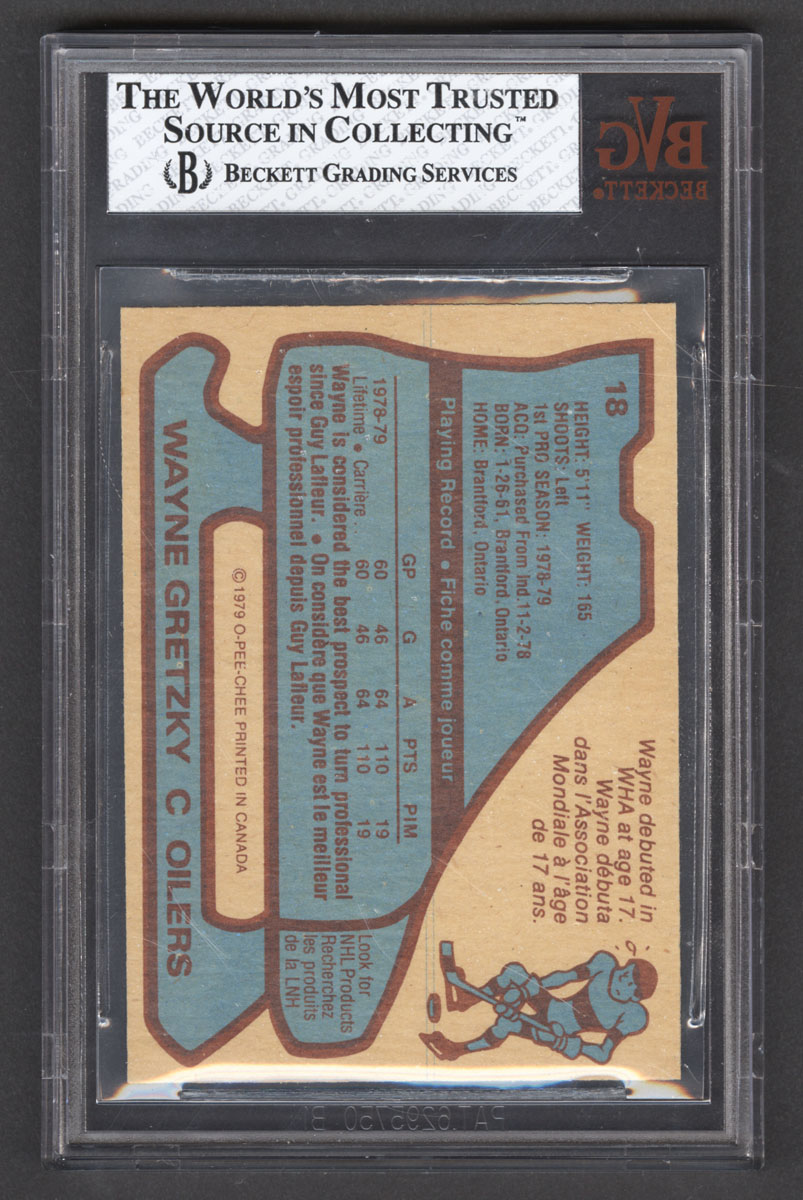 THE WORLD'S MOST TRUSTED
SOURCE IN COLLECTING™
B BECKETT GRADING SERVICES
BVG
BECKETT.
18
HEIGHT: 5'11" WEIGHT: 165
SHOOTS: Left
1st PRO SEASON: 1978-79
ACQ: Purchased From Ind.11-2-78
BORN: 1-26-61, Brantford, Ontario
HOME: Brantford, Ontario
Wayne debuted in
WHA at age 17.
Wayne débuta
dans l'Association
Mondiale à l'âge
de 17 ans.
Playing Record • Fiche comme joueur
GP G A PTS PIM
1978-79 60 46 64 110 19
Lifetime • Carrière... 60 46 64 110 19
Wayne is considered the best prospect to turn professional
since Guy Lafleur. • On considère que Wayne est le meilleur
espoir professionnel depuis Guy Lafleur.
Look for
NHL Products
Recherchez
les produits
de la LNH
© 1979 O-PEE-CHEE PRINTED IN CANADA
WAYNE GRETZKY C OILERS
PAT.6295750 B1